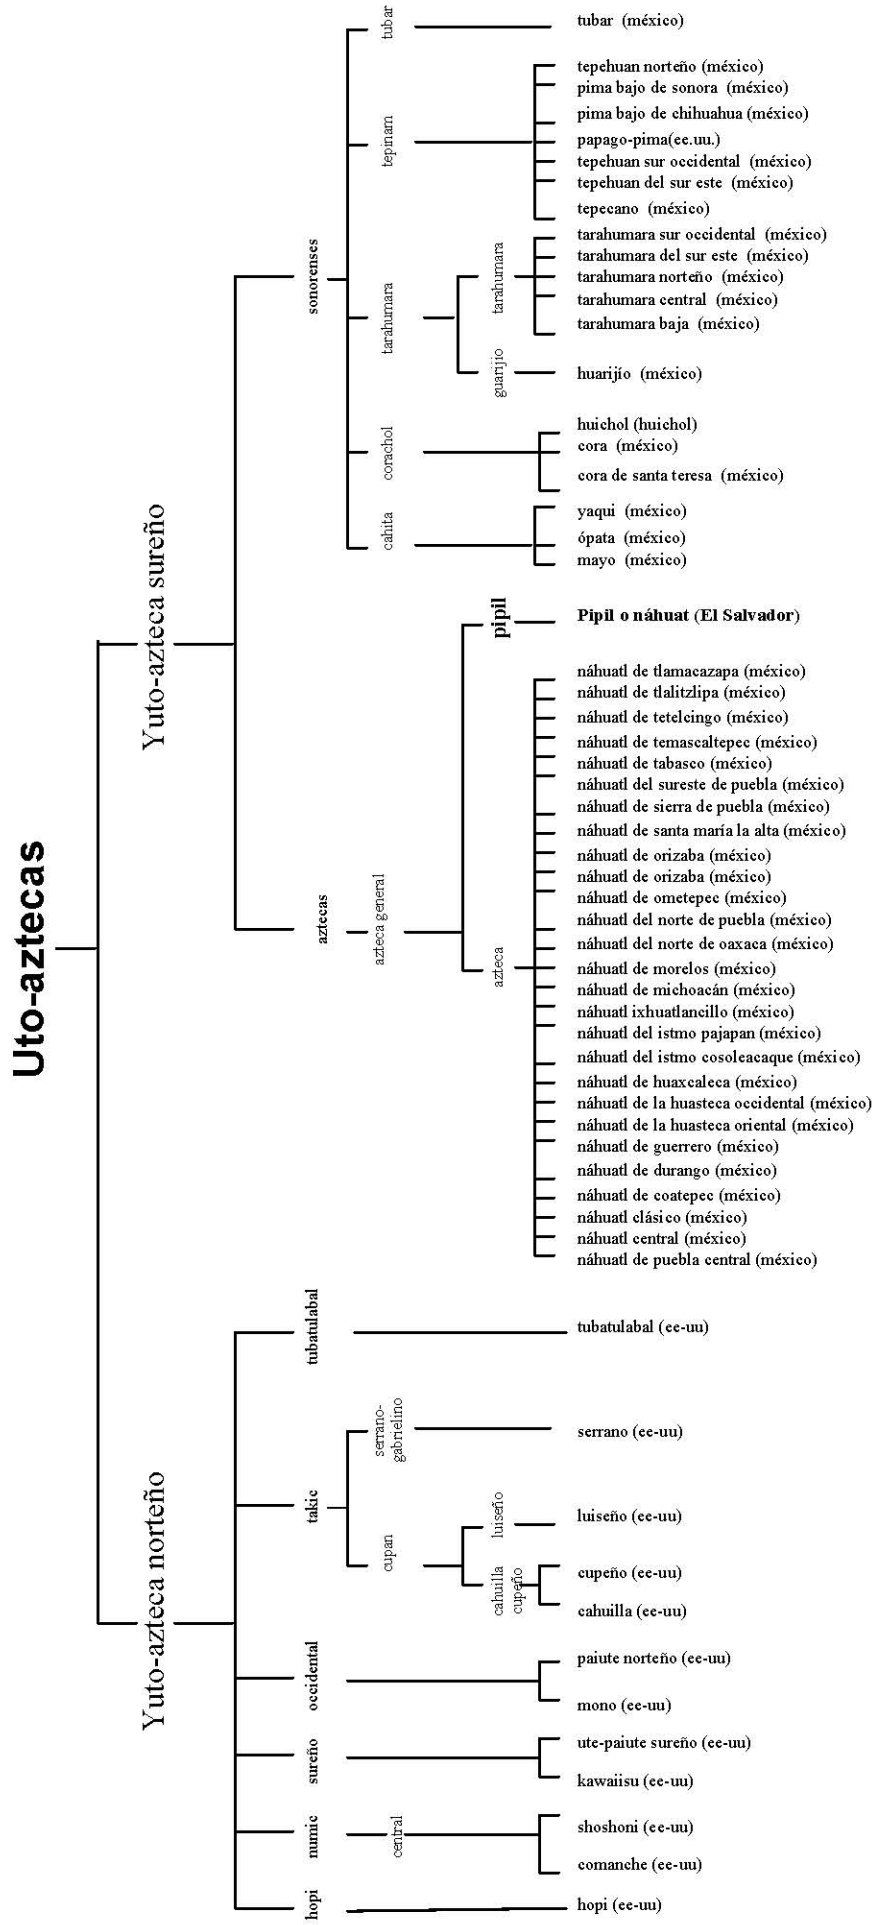 Uto-aztecas
Yuto-azteca sureño
sonorenses
tubar
tubar (méxico)
tepinam
tepehuan norteño (méxico)
pima bajo de sonora (méxico)
pima bajo de chihuahua (méxico)
papago-pima(ee.uu.)
tepehuan sur occidental (méxico)
tepehuan del sur este (méxico)
tepecano (méxico)
tarahumara
tarahumara
tarahumara sur occidental (méxico)
tarahumara del sur este (méxico)
tarahumara norteño (méxico)
tarahumara central (méxico)
tarahumara baja (méxico)
guarijio
huarijío (méxico)
corachol
huichol (huichol)
cora (méxico)
cora de santa teresa (méxico)
cahita
yaqui (méxico)
ópata (méxico)
mayo (méxico)
aztecas
azteca general
pipil
Pipil o náhuat (El Salvador)
azteca
náhuatl de tlamacazapa (méxico)
náhuatl de tlalitzlipa (méxico)
náhuatl de tetelcingo (méxico)
náhuatl de temascaltepec (méxico)
náhuatl de tabasco (méxico)
náhuatl del sureste de puebla (méxico)
náhuatl de sierra de puebla (méxico)
náhuatl de santa maría la alta (méxico)
náhuatl de orizaba (méxico)
náhuatl de orizaba (méxico)
náhuatl de ometepec (méxico)
náhuatl del norte de puebla (méxico)
náhuatl del norte de oaxaca (méxico)
náhuatl de morelos (méxico)
náhuatl de michoacán (méxico)
náhuatl ixhuatlancillo (méxico)
náhuatl del istmo pajapan (méxico)
náhuatl del istmo cosoleacaque (méxico)
náhuatl de huaxcaleca (méxico)
náhuatl de la huasteca occidental (méxico)
náhuatl de la huasteca oriental (méxico)
náhuatl de guerrero (méxico)
náhuatl de durango (méxico)
náhuatl de coatepec (méxico)
náhuatl clásico (méxico)
náhuatl central (méxico)
náhuatl de puebla central (méxico)
Yuto-azteca norteño
tubatulabal
tubatulabal (ee-uu)
takic
serrano-
gabrielino
serrano (ee-uu)
cupan
luiseño
luiseño (ee-uu)
cahuilla
cupeño
cupeño (ee-uu)
cahuilla (ee-uu)
occidental
paiute norteño (ee-uu)
mono (ee-uu)
sureño
ute-paiute sureño (ee-uu)
kawaiisu (ee-uu)
numic
central
shoshoni (ee-uu)
comanche (ee-uu)
hopi
hopi (ee-uu)